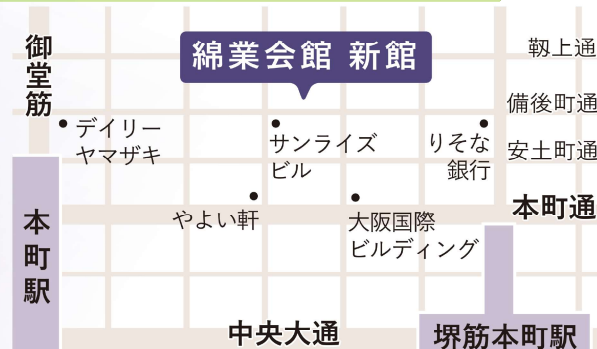 御堂筋
綿業会館 新館
靱上通
備後町通
デイリー
ヤマザキ
サンライズ
ビル
りそな
銀行
安土町通
やよい軒
大阪国際
ビルディング
本町通
本町駅
中央大通
堺筋本町駅